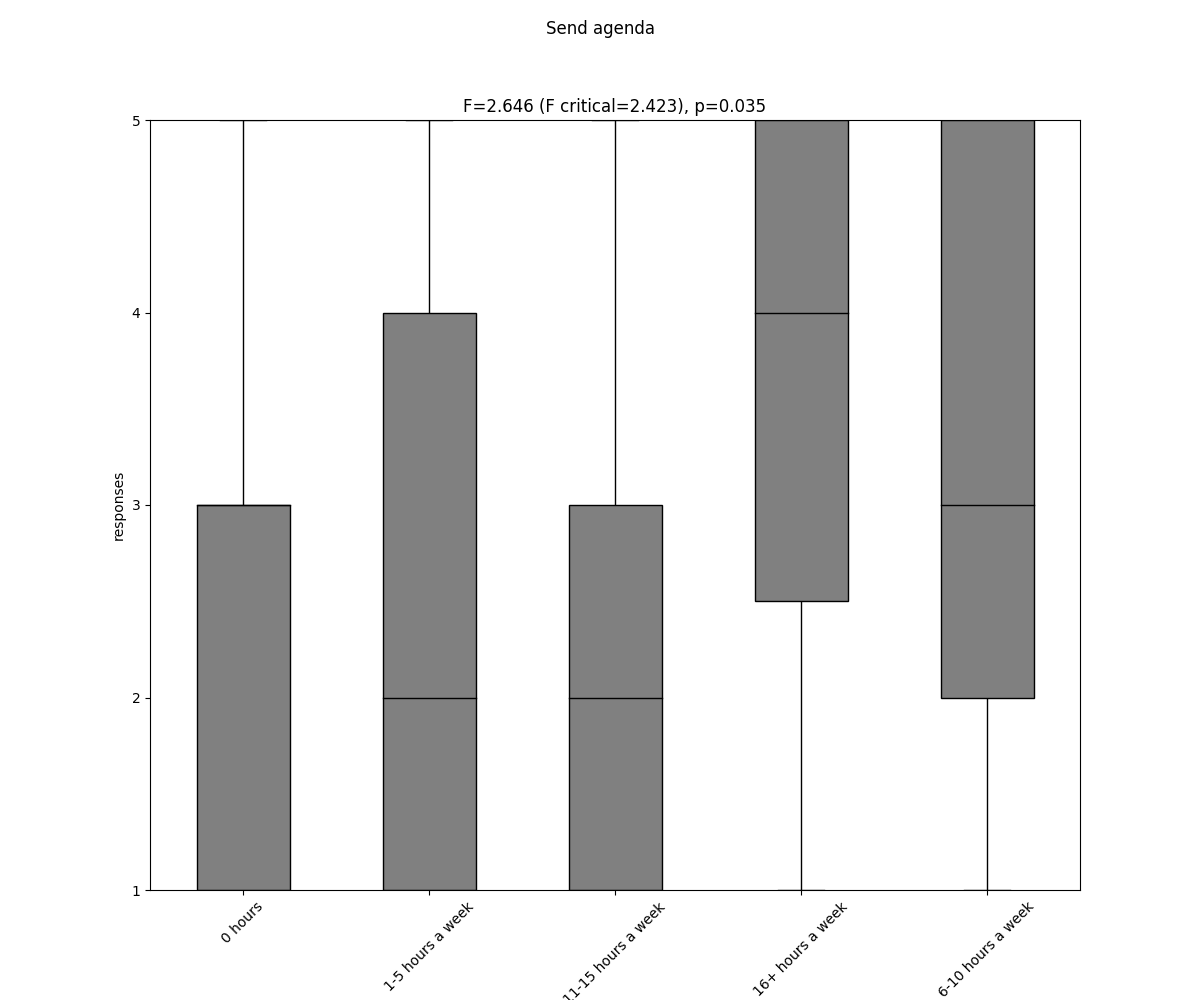 Send agenda
F=2.646 (F critical=2.423), p=0.035
5
4
3
2
1
responses
0 hours
1-5 hours a week
11-15 hours a week
16+ hours a week
6-10 hours a week